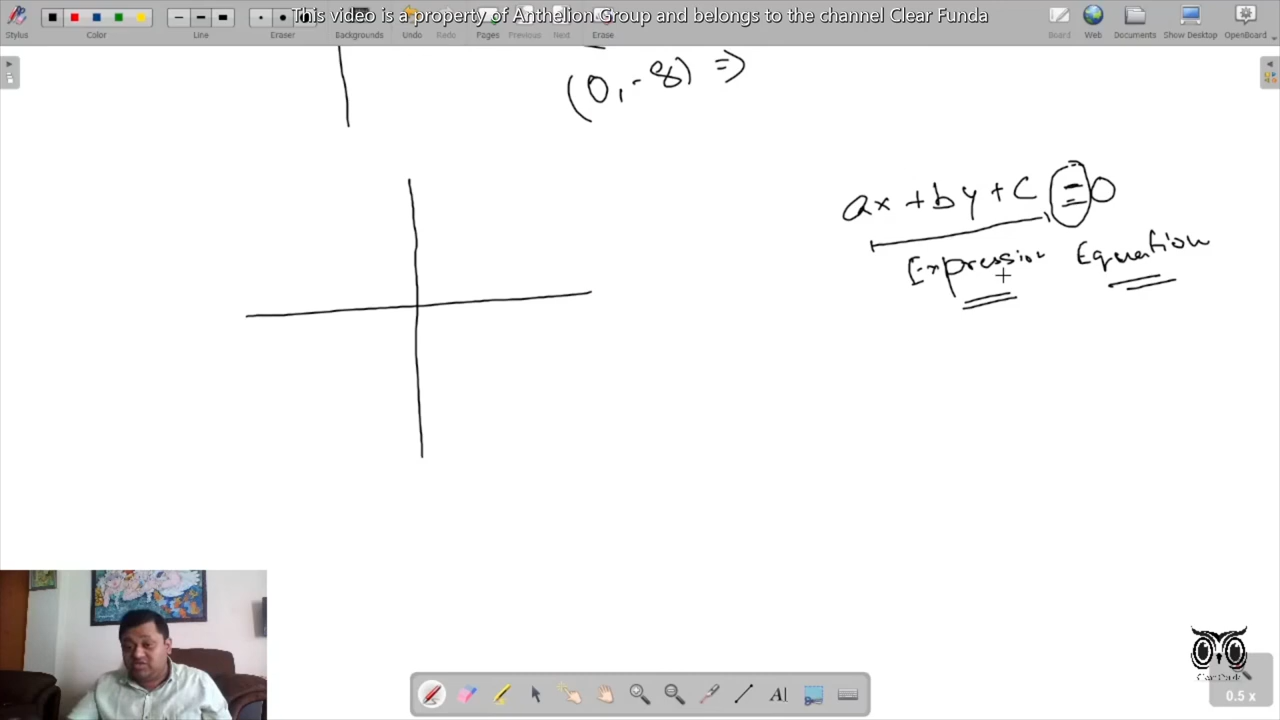 This video is a property of Anthelion Group and belongs to the channel Clear Funda
Stylus
Color
Line
Eraser
Backgrounds
Undo
Redo
Pages
Previous
Next
Erase
Board
Web
Documents
Show Desktop
OpenBoard
(0, -8) ⇒
ax + by + c = 0
Expression Equation
Clear Funda
0.5 x